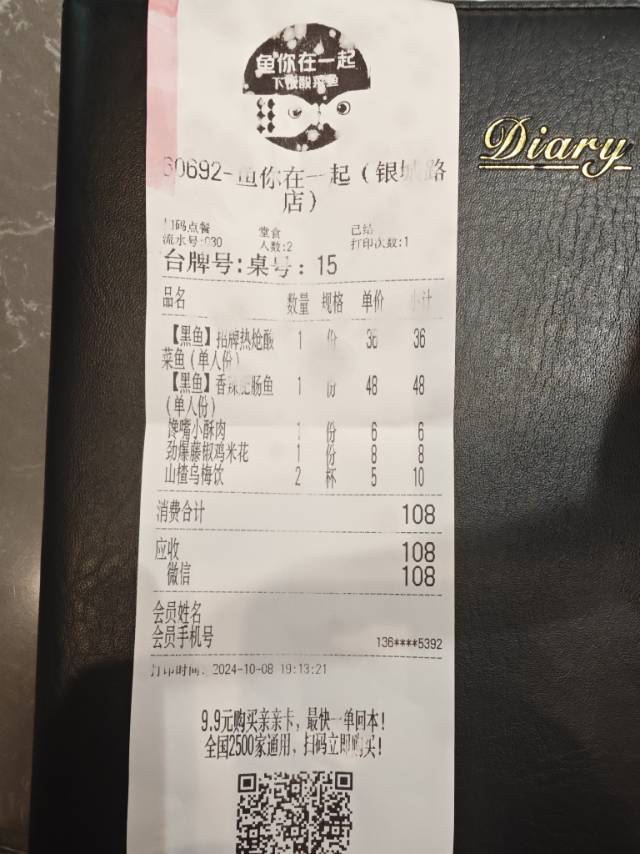 鱼你在一起
下饭酸菜鱼
Diary
60692-鱼你在一起(银城路
店)
扫码点餐 堂食 已结
流水号:030 人数:2 打印次数:1
台牌号:桌号:15
品名 数量 规格 单价 小计
【黑鱼】招牌热炝酸 1 份 36 36
菜鱼(单人份)
【黑鱼】香辣肥肠鱼 1 份 48 48
(单人份)
馋嘴小酥肉 1 份 6 6
劲爆藤椒鸡米花 1 份 8 8
山楂乌梅饮 2 杯 5 10
消费合计 108
应收 108
微信 108
会员姓名
会员手机号 136****5392
打印时间: 2024-10-08 19:13:21
9.9元购买亲亲卡,最快一单回本!
全国2500家通用、扫码立即购买!